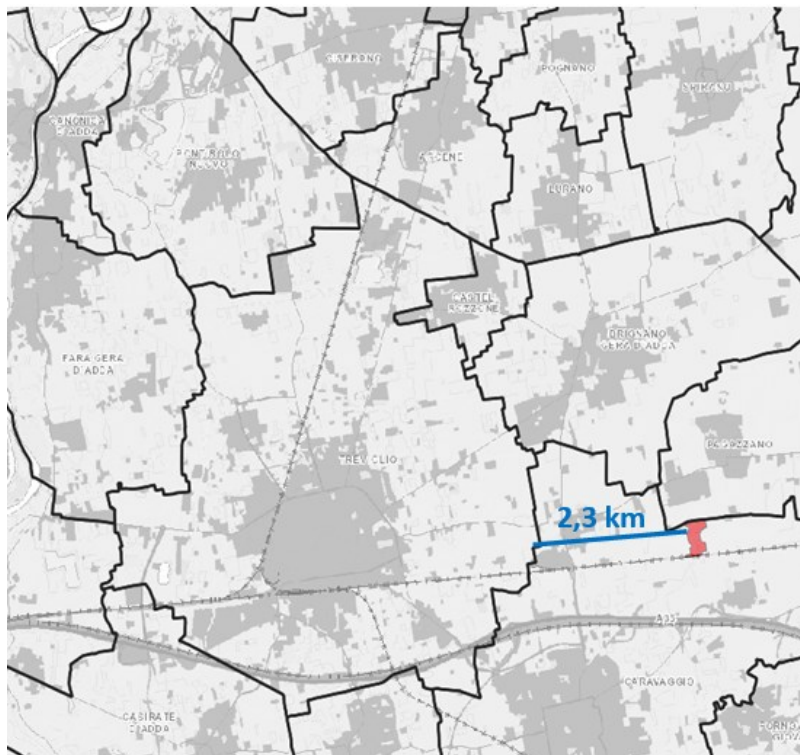 CANONICA
D'ADDA
PONTIROLO
NUOVO
ARCENE
POGNANO
SPIRANO
LURANO
CASTEL
ROZZONE
BRIGNANO
GERA D'ADDA
FARA GERA
D'ADDA
TREVIGLIO
PAGAZZANO
2,3 km
A35
CARAVAGGIO
CASIRATE
D'ADDA